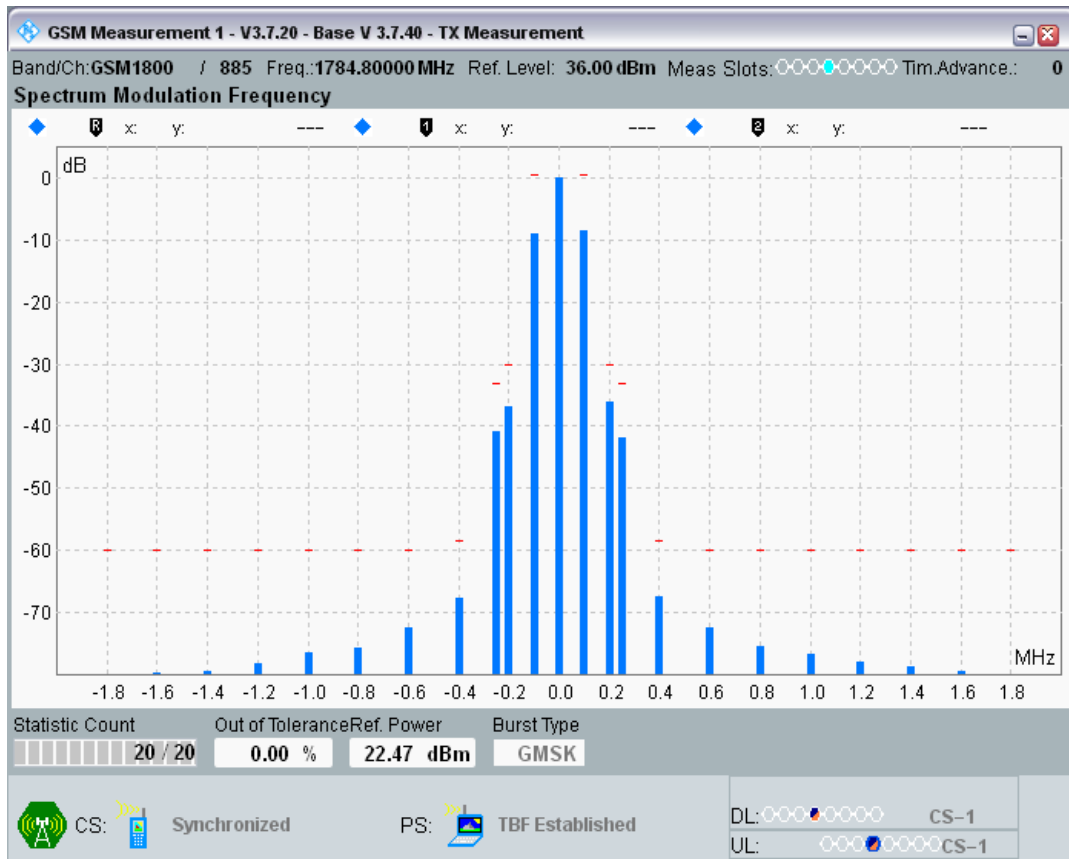 GSM Measurement 1 - V3.7.20 - Base V 3.7.40 - TX Measurement
Band/Ch:GSM1800 / 885 Freq.:1784.80000 MHz Ref. Level: 36.00 dBm Meas Slots: Tim.Advance.: 0
Spectrum Modulation Frequency
R x: y: --- 1 x: y: --- 2 x: y: ---
dB
0
-10
-20
-30
-40
-50
-60
-70
MHz
-1.8 -1.6 -1.4 -1.2 -1.0 -0.8 -0.6 -0.4 -0.2 0.0 0.2 0.4 0.6 0.8 1.0 1.2 1.4 1.6 1.8
Statistic Count Out of Tolerance Ref. Power Burst Type
20 / 20 0.00 % 22.47 dBm GMSK
CS: Synchronized PS: TBF Established
DL: CS-1
UL: CS-1